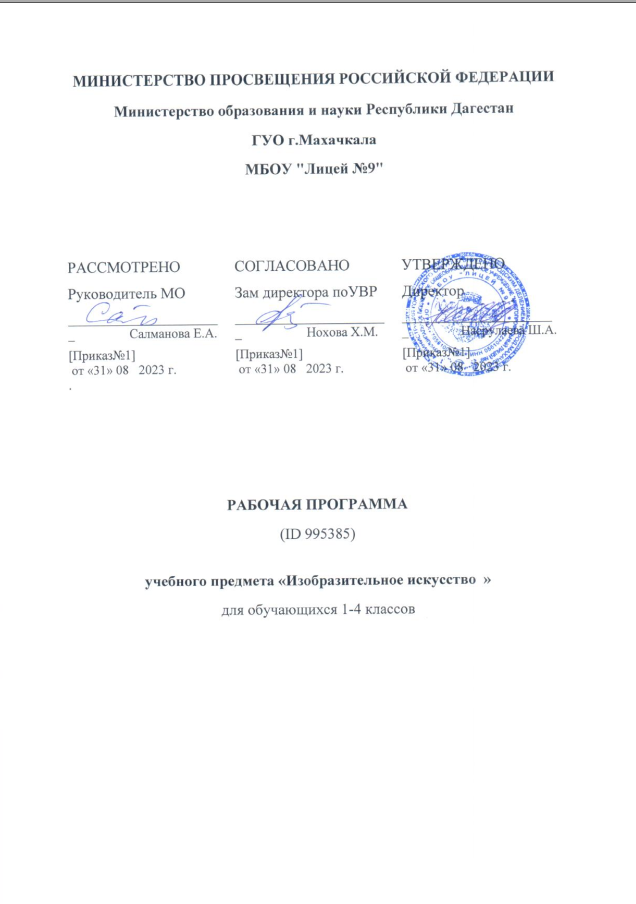 МИНИСТЕРСТВО ПРОСВЕЩЕНИЯ РОССИЙСКОЙ ФЕДЕРАЦИИ
Министерство образования и науки Республики Дагестан
ГУО г.Махачкала
МБОУ "Лицей №9"
РАССМОТРЕНО
Руководитель МО
Салманова Е.А.
[Приказ№1]
от «31» 08 2023 г.
.
СОГЛАСОВАНО
Зам директора поУВР
Нохова Х.М.
[Приказ№1]
от «31» 08 2023 г.
УТВЕРЖДЕНО
Директор
Ш.А.
[Приказ№1]
от «31» 08 2023 г.
РАБОЧАЯ ПРОГРАММА
(ID 995385)
учебного предмета «Изобразительное искусство »
для обучающихся 1-4 классов